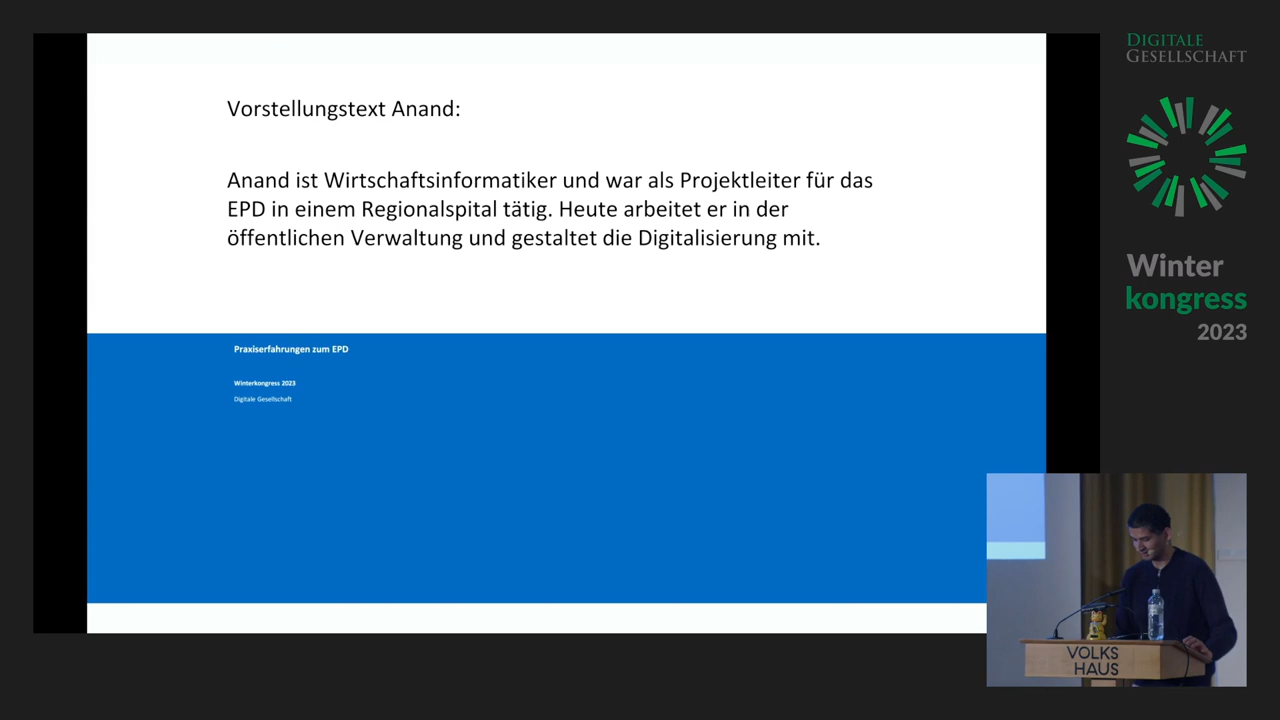 Vorstellungstext Anand:
Anand ist Wirtschaftsinformatiker und war als Projektleiter für das
EPD in einem Regionalspital tätig. Heute arbeitet er in der
öffentlichen Verwaltung und gestaltet die Digitalisierung mit.
Praxiserfahrungen zum EPD
Winterkongress 2023
Digitale Gesellschaft
DIGITALE
GESELLSCHAFT
Winter
kongress
2023
VOLKS
HAUS